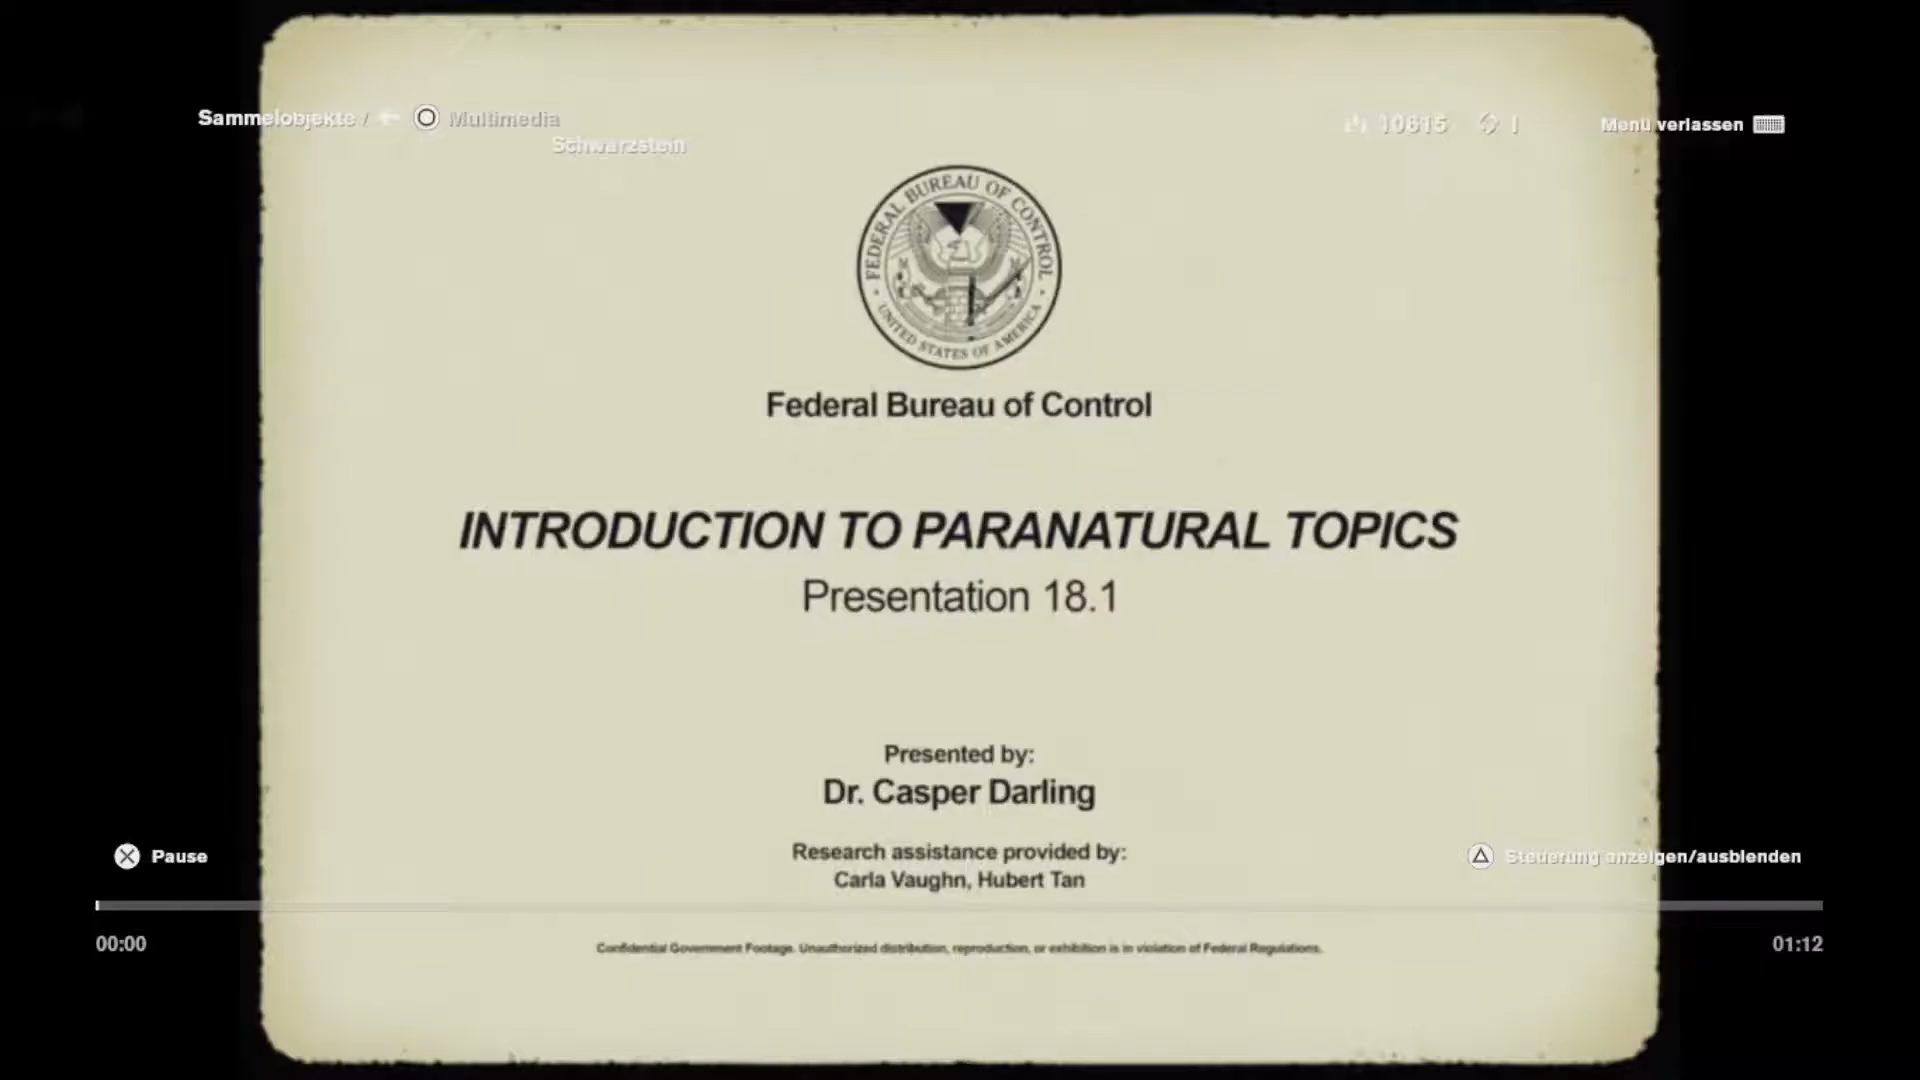 Sammelobjekte /
Multimedia
Schwarzstein
10615
1
Menü verlassen
FEDERAL BUREAU OF CONTROL
UNITED STATES OF AMERICA
Federal Bureau of Control
INTRODUCTION TO PARANATURAL TOPICS
Presentation 18.1
Presented by:
Dr. Casper Darling
Pause
Steuerung anzeigen/ausblenden
Research assistance provided by:
Carla Vaughn, Hubert Tan
00:00
01:12
Confidential Government Footage. Unauthorized distribution, reproduction, or exhibition is in violation of Federal Regulations.